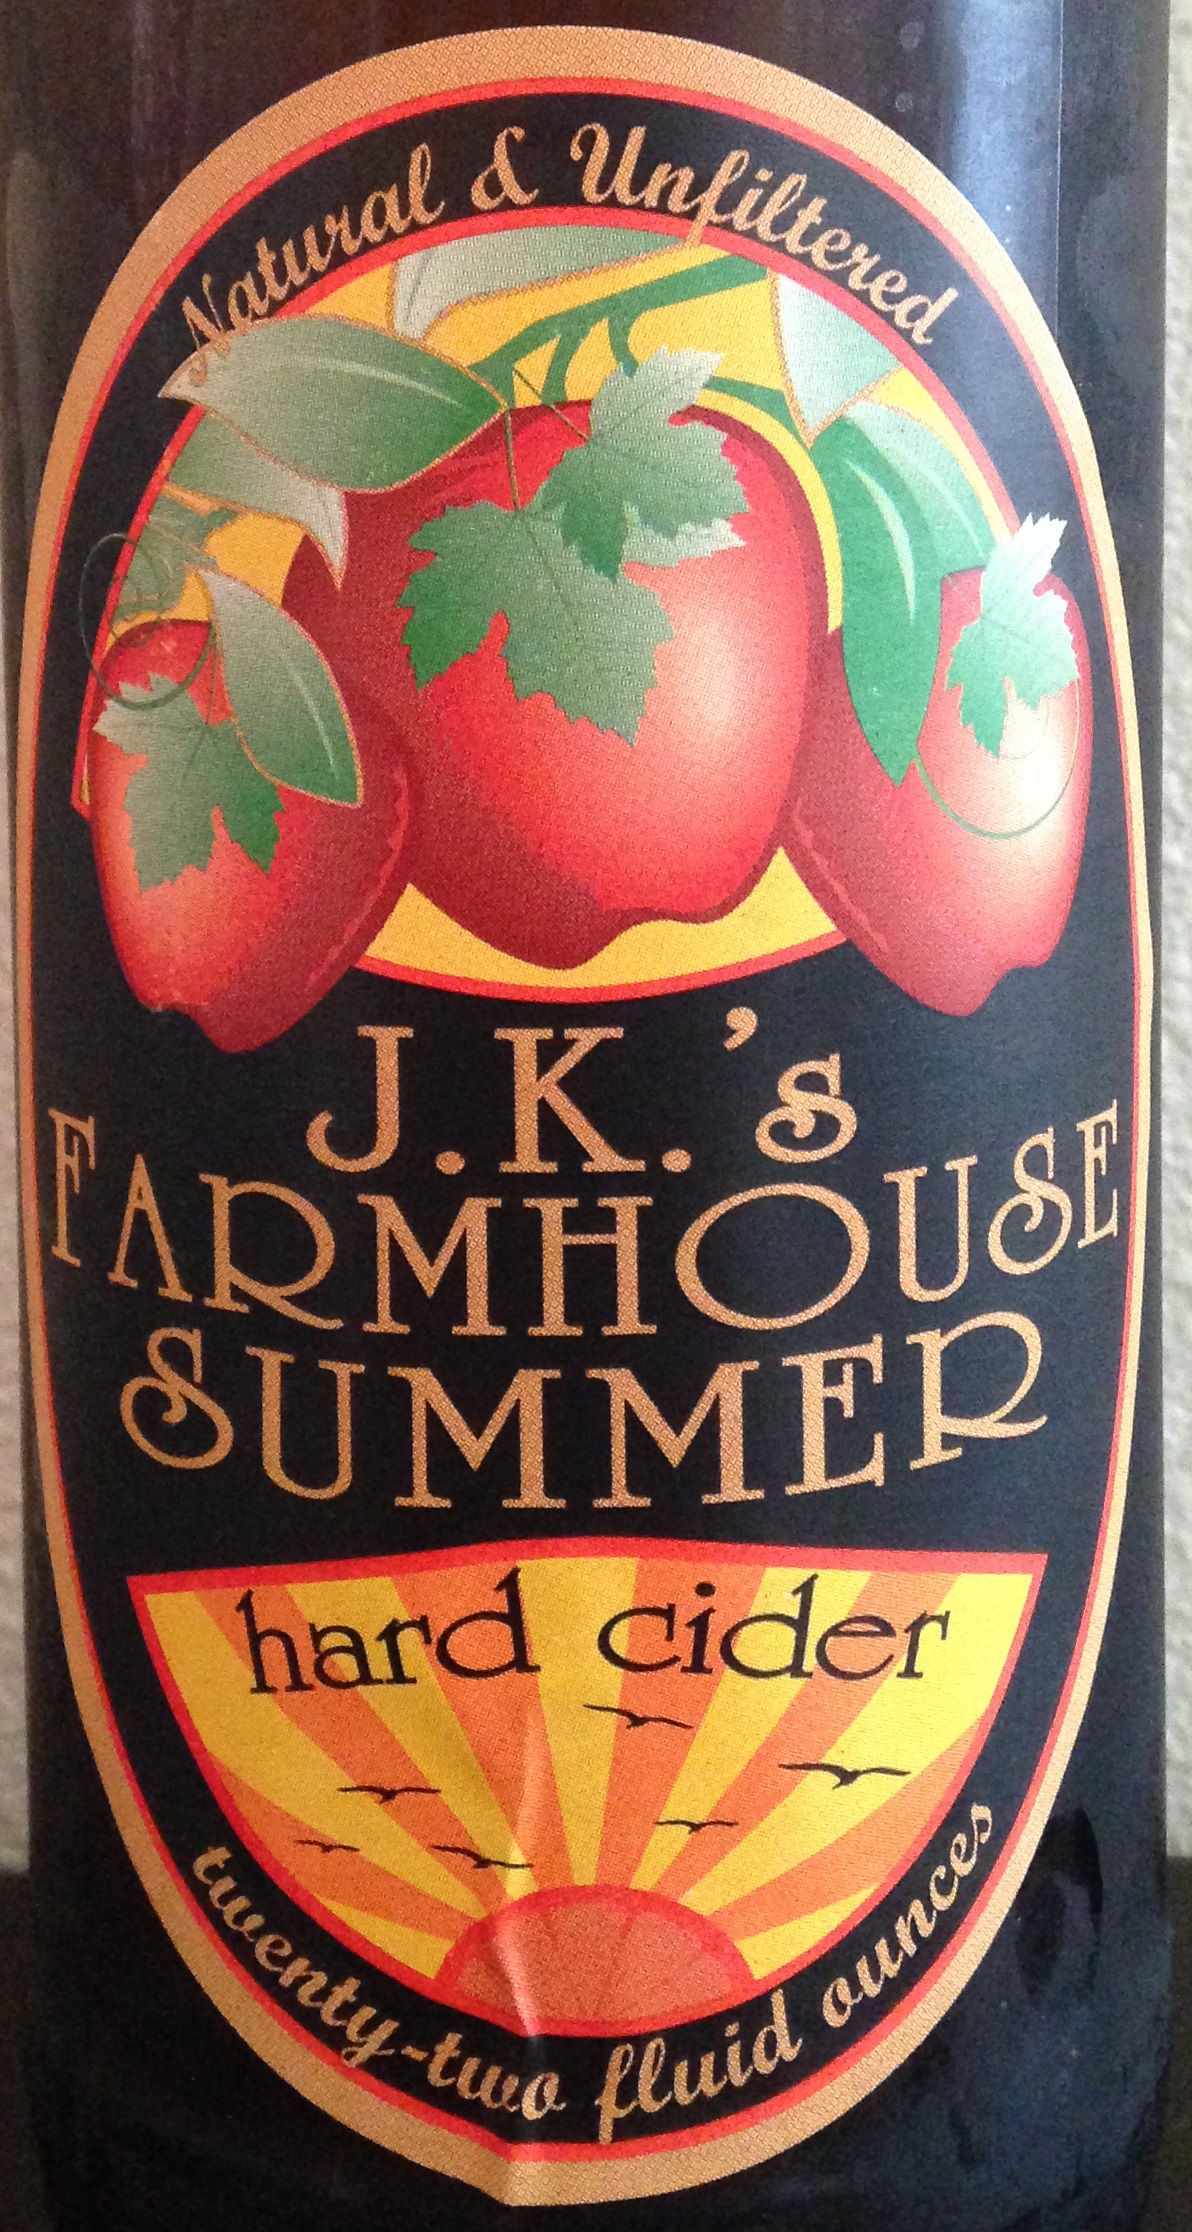 Natural & Unfiltered
J.K.'s
FARMHOUSE
SUMMER
hard cider
twenty-two fluid ounces